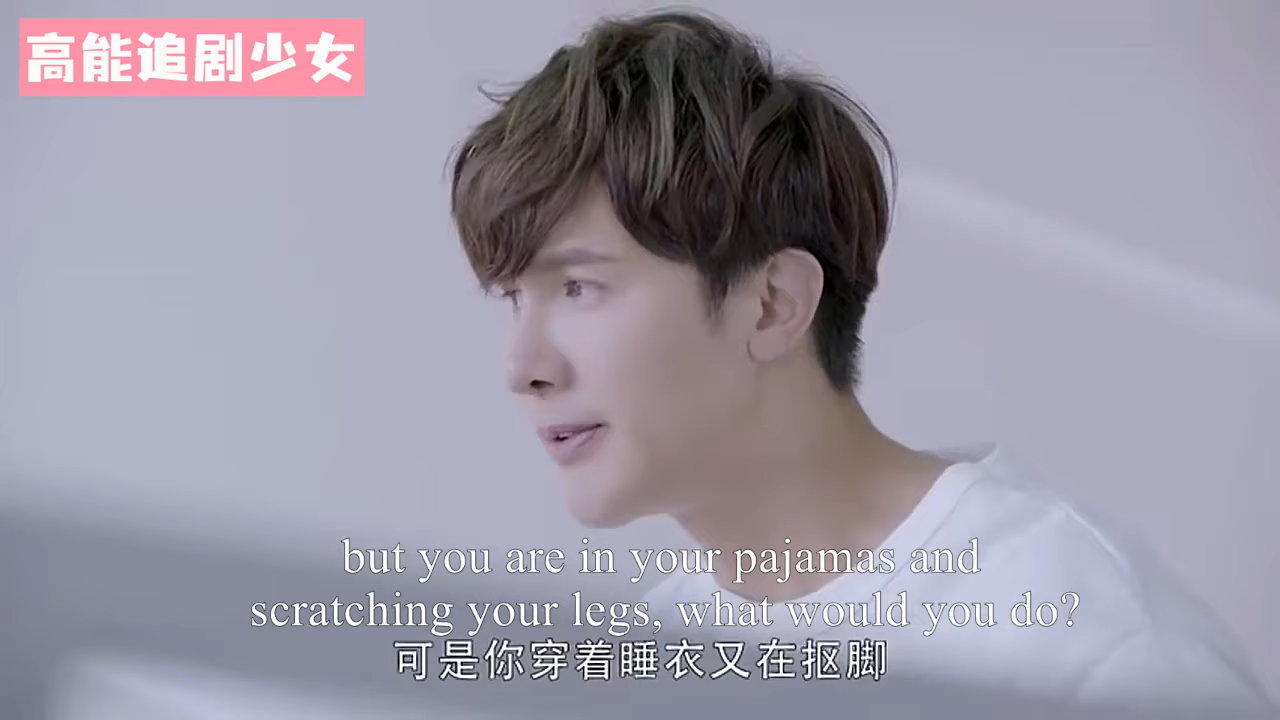 高能追剧少女
but you are in your pajamas and
scratching your legs, what would you do?
可是你穿着睡衣又在抠脚